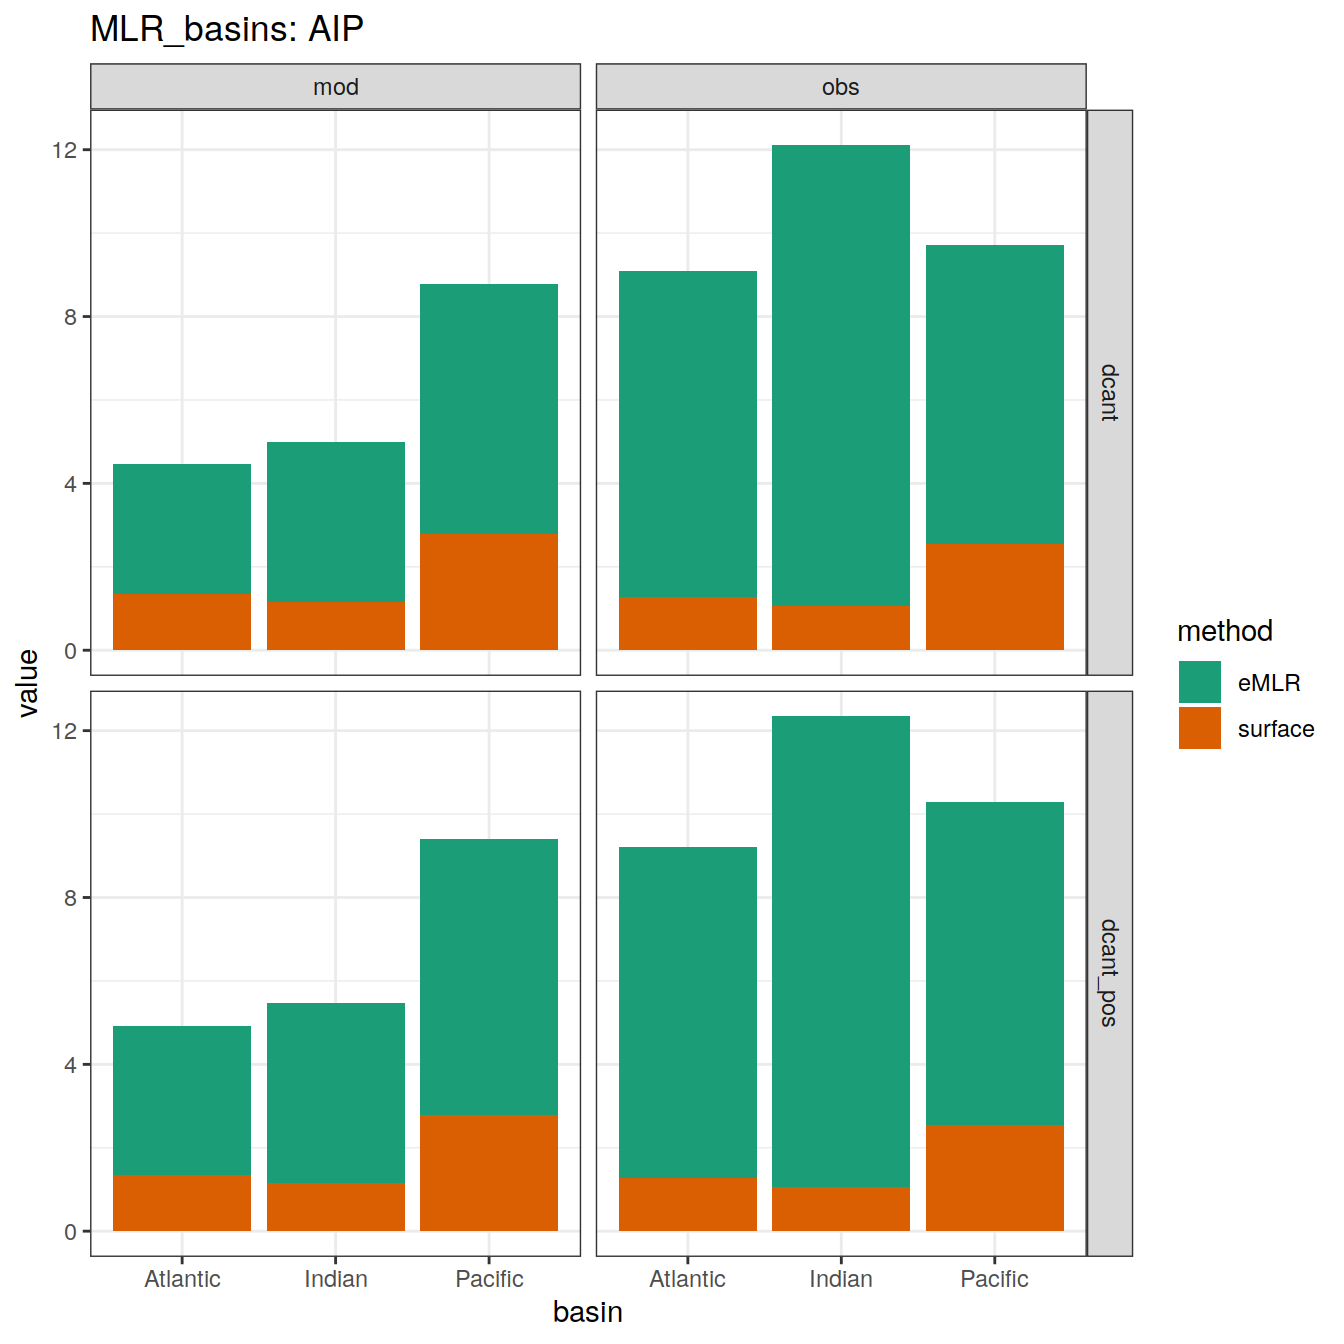 MLR_basins: AIP
mod
obs
12
8
4
0
dcant
12
8
4
0
dcant_pos
value
Atlantic
Indian
Pacific
Atlantic
Indian
Pacific
basin
method
eMLR
surface